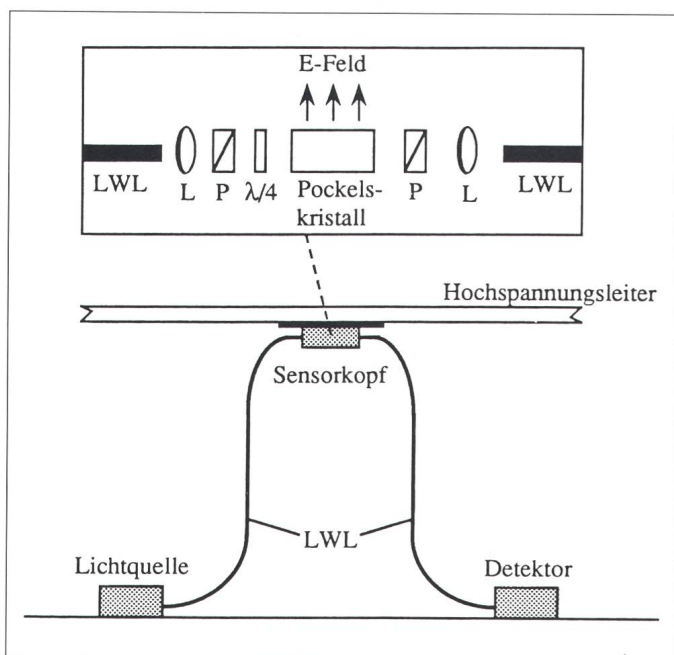 E-Feld
LWL L P λ/4 Pockels-
kristall P L LWL
Hochspannungsleiter
Sensorkopf
LWL
Lichtquelle
Detektor